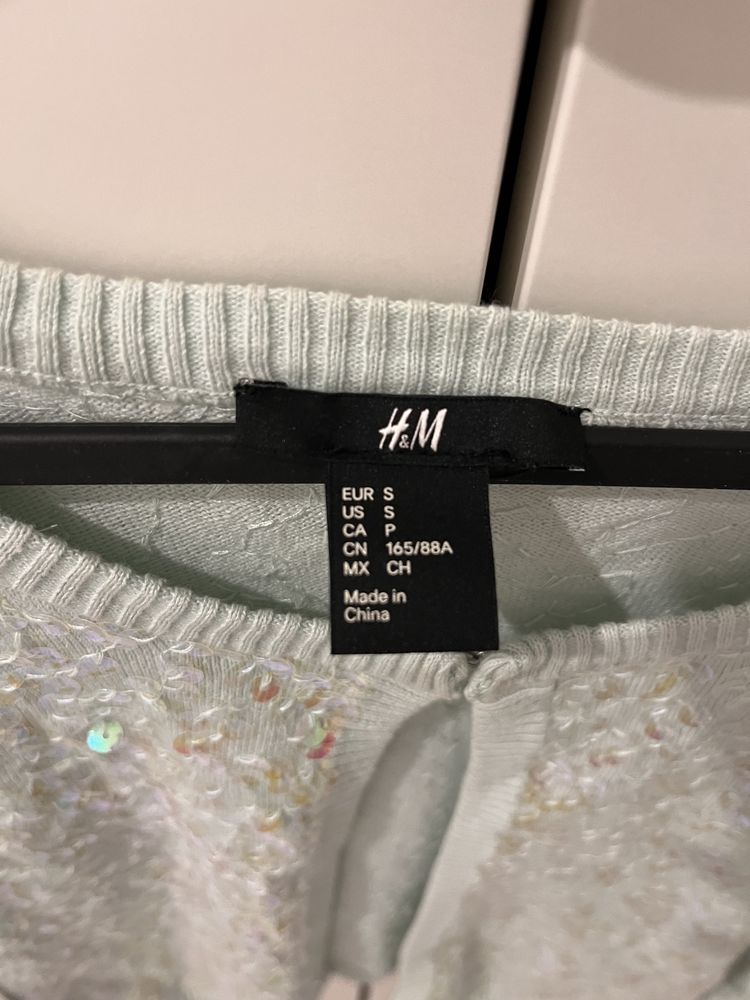 H&M
EUR S
US S
CA P
CN 165/88A
MX CH
Made in
China